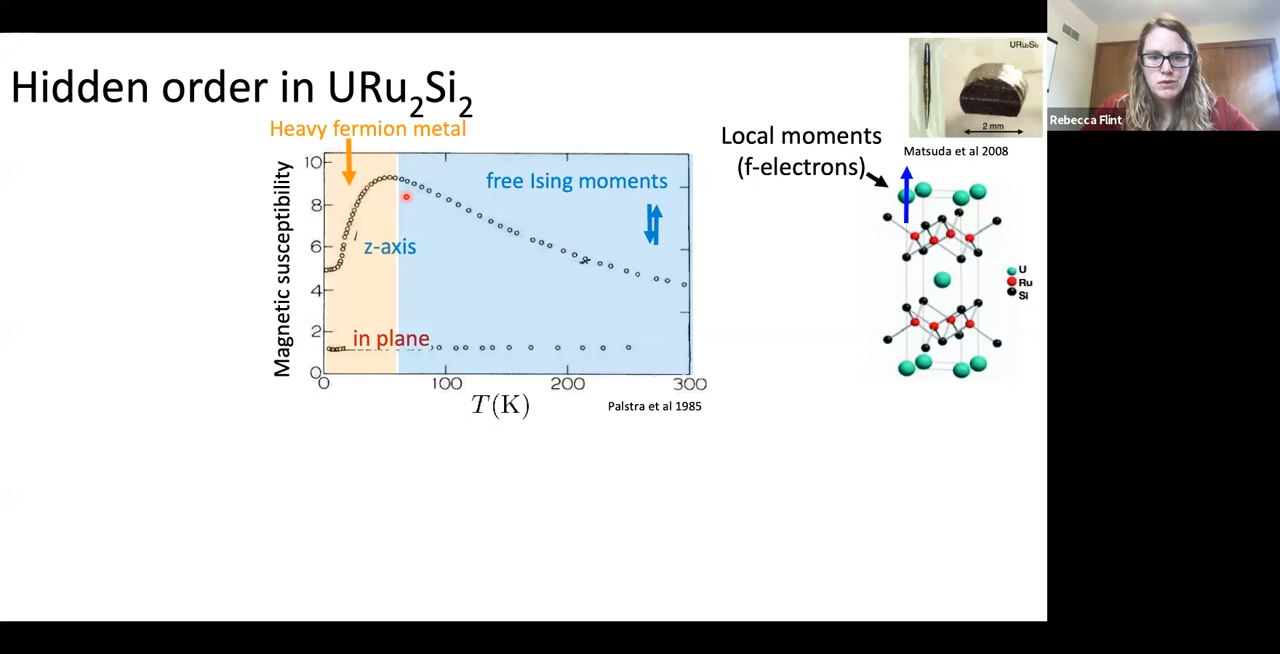 Hidden order in URu2Si2
Heavy fermion metal
Magnetic susceptibility
10
8
6
4
2
0
free Ising moments
z-axis
in plane
0
100
200
300
T(K)
Palstra et al 1985
Local moments
(f-electrons)
URu2Si2
2 mm
Matsuda et al 2008
U
Ru
Si
Rebecca Flint